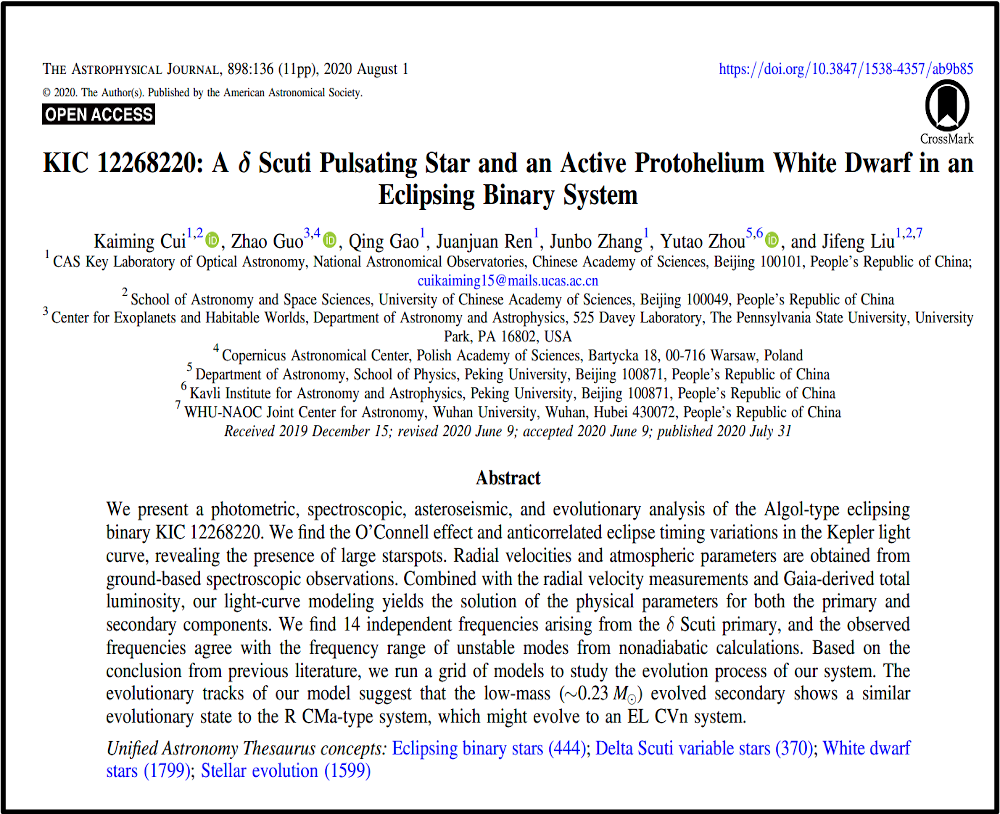 THE ASTROPHYSICAL JOURNAL, 898:136 (11pp), 2020 August 1
https://doi.org/10.3847/1538-4357/ab9b85
© 2020. The Author(s). Published by the American Astronomical Society.
OPEN ACCESS
CrossMark
KIC 12268220: A δ Scuti Pulsating Star and an Active Protohelium White Dwarf in an
Eclipsing Binary System
Kaiming Cui1,2 iD, Zhao Guo3,4 iD, Qing Gao1, Juanjuan Ren1, Junbo Zhang1, Yutao Zhou5,6 iD, and Jifeng Liu1,2,7
1 CAS Key Laboratory of Optical Astronomy, National Astronomical Observatories, Chinese Academy of Sciences, Beijing 100101, People's Republic of China;
cuikaiming15@mails.ucas.ac.cn
2 School of Astronomy and Space Sciences, University of Chinese Academy of Sciences, Beijing 100049, People's Republic of China
3 Center for Exoplanets and Habitable Worlds, Department of Astronomy and Astrophysics, 525 Davey Laboratory, The Pennsylvania State University, University
Park, PA 16802, USA
4 Copernicus Astronomical Center, Polish Academy of Sciences, Bartycka 18, 00-716 Warsaw, Poland
5 Department of Astronomy, School of Physics, Peking University, Beijing 100871, People's Republic of China
6 Kavli Institute for Astronomy and Astrophysics, Peking University, Beijing 100871, People's Republic of China
7 WHU-NAOC Joint Center for Astronomy, Wuhan University, Wuhan, Hubei 430072, People's Republic of China
Received 2019 December 15; revised 2020 June 9; accepted 2020 June 9; published 2020 July 31
Abstract
We present a photometric, spectroscopic, asteroseismic, and evolutionary analysis of the Algol-type eclipsing
binary KIC 12268220. We find the O'Connell effect and anticorrelated eclipse timing variations in the Kepler light
curve, revealing the presence of large starspots. Radial velocities and atmospheric parameters are obtained from
ground-based spectroscopic observations. Combined with the radial velocity measurements and Gaia-derived total
luminosity, our light-curve modeling yields the solution of the physical parameters for both the primary and
secondary components. We find 14 independent frequencies arising from the δ Scuti primary, and the observed
frequencies agree with the frequency range of unstable modes from nonadiabatic calculations. Based on the
conclusion from previous literature, we run a grid of models to study the evolution process of our system. The
evolutionary tracks of our model suggest that the low-mass (∼0.23 M⊙) evolved secondary shows a similar
evolutionary state to the R CMa-type system, which might evolve to an EL CVn system.
Unified Astronomy Thesaurus concepts: Eclipsing binary stars (444); Delta Scuti variable stars (370); White dwarf
stars (1799); Stellar evolution (1599)